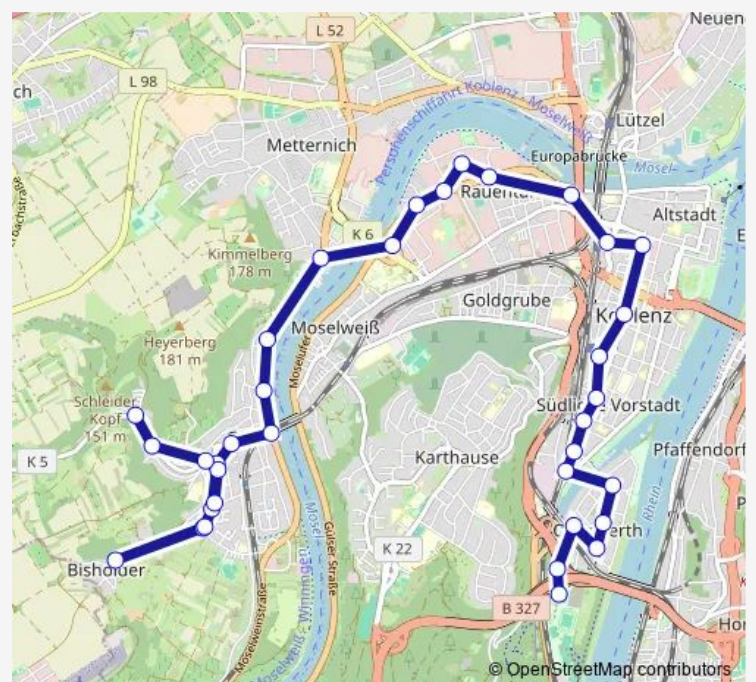 L 52
Neuen
L 98
ch
Personenschiffahrt Koblenz - Moselweiß
Lützel
Metternich
Europabrücke
Mosel
Rauenta
Altstadt
K 6
Kimmelberg
178 m
Goldgrube
Koblenz
Moselweiß
Heyerberg
181 m
Moselufer
Schleider
Kopf
151 m
Südliche Vorstadt
K 5
Karthause
Pfaffendorf
Rhein
Mosel
K 22
Gülser Straße
Bisholder
B 327
Hor
Moselweinstraße
© OpenStreetMap contributors